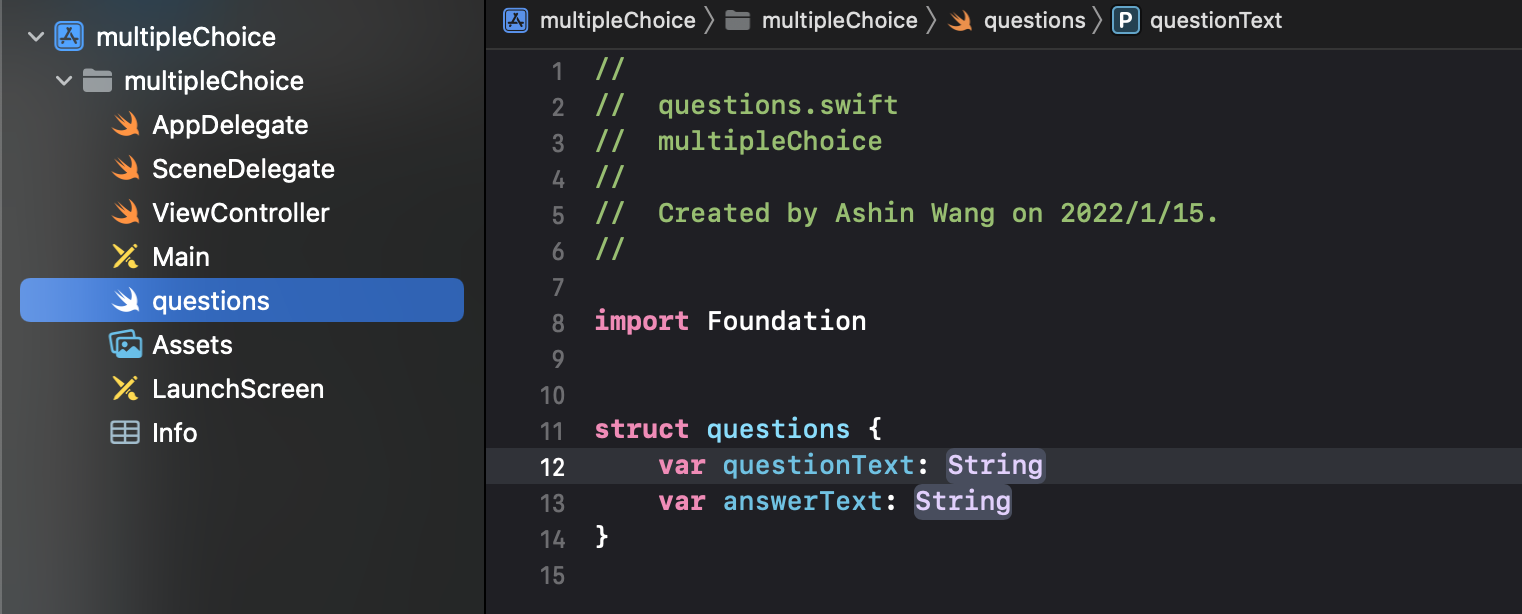 multipleChoice
multipleChoice
AppDelegate
SceneDelegate
ViewController
Main
questions
Assets
LaunchScreen
Info
multipleChoice 〉 multipleChoice 〉 questions 〉 P questionText
1 //
2 //  questions.swift
3 //  multipleChoice
4 //
5 //  Created by Ashin Wang on 2022/1/15.
6 //
7
8 import Foundation
9
10
11 struct questions {
12     var questionText: String
13     var answerText: String
14 }
15